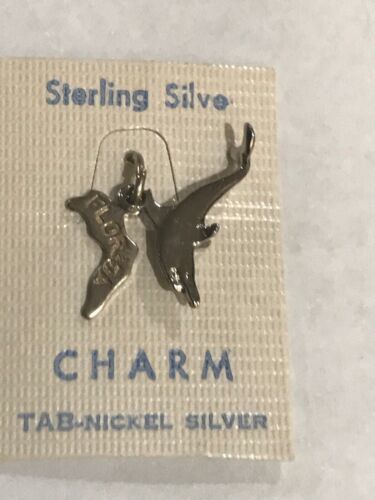 Sterling Silve
FLORIDA
CHARM
TAB-NICKEL SILVER